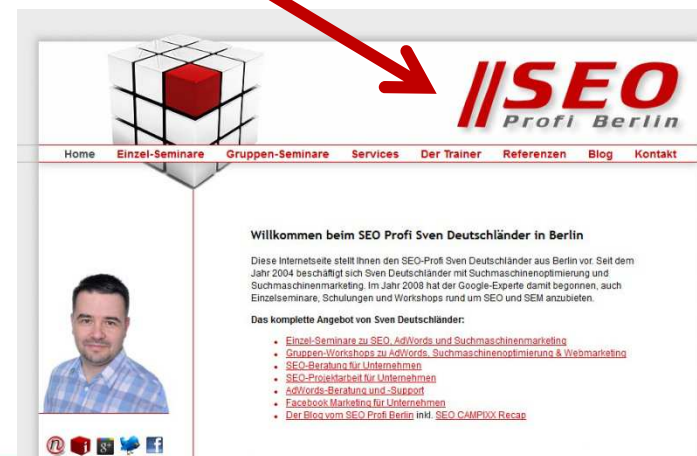 SEO
Profi Berlin
Home Einzel-Seminare Gruppen-Seminare Services Der Trainer Referenzen Blog Kontakt
Willkommen beim SEO Profi Sven Deutschländer in Berlin
Diese Internetseite stellt Ihnen den SEO-Profi Sven Deutschländer aus Berlin vor. Seit dem
Jahr 2004 beschäftigt sich Sven Deutschländer mit Suchmaschinenoptimierung und
Suchmaschinenmarketing. Im Jahr 2008 hat der Google-Experte damit begonnen, auch
Einzelseminare, Schulungen und Workshops rund um SEO und SEM anzubieten.
Das komplette Angebot von Sven Deutschländer:
Einzel-Seminare zu SEO, AdWords und Suchmaschinenmarketing
Gruppen-Workshops zu AdWords, Suchmaschinenoptimierung & Webmarketing
SEO-Beratung für Unternehmen
SEO-Projektarbeit für Unternehmen
AdWords-Beratung und -Support
Facebook Marketing für Unternehmen
Der Blog vom SEO Profi Berlin inkl. SEO CAMPIXX Recap